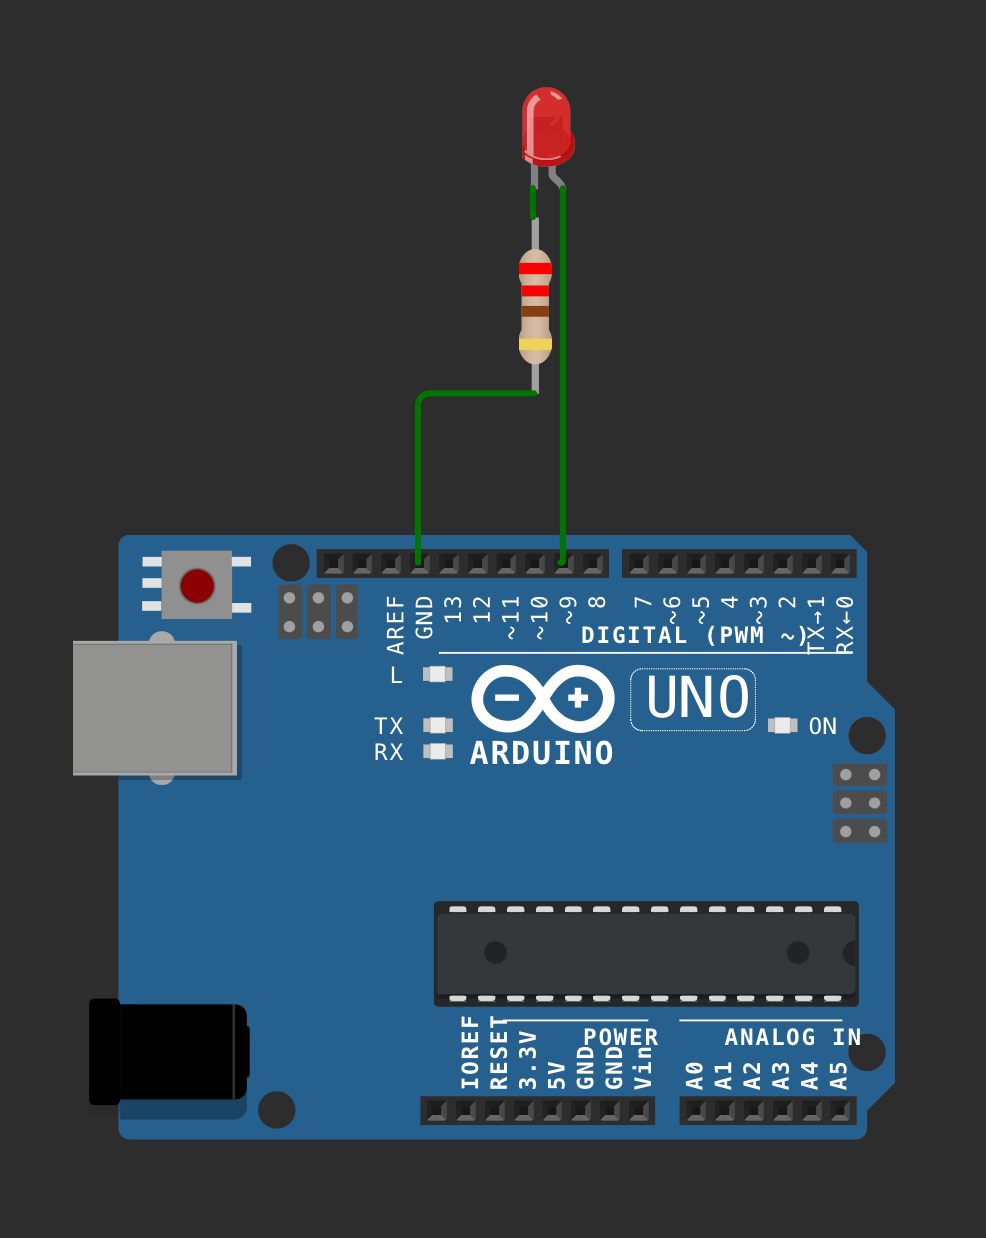 AREF
GND
13
12
~11
~10
~9
8
7
~6
~5
4
~3
2
TX→1
RX←0
DIGITAL (PWM ~)
L
TX
RX
ARDUINO
UNO
ON
IOREF
RESET
3.3V
5V
GND
GND
Vin
POWER
ANALOG IN
A0
A1
A2
A3
A4
A5